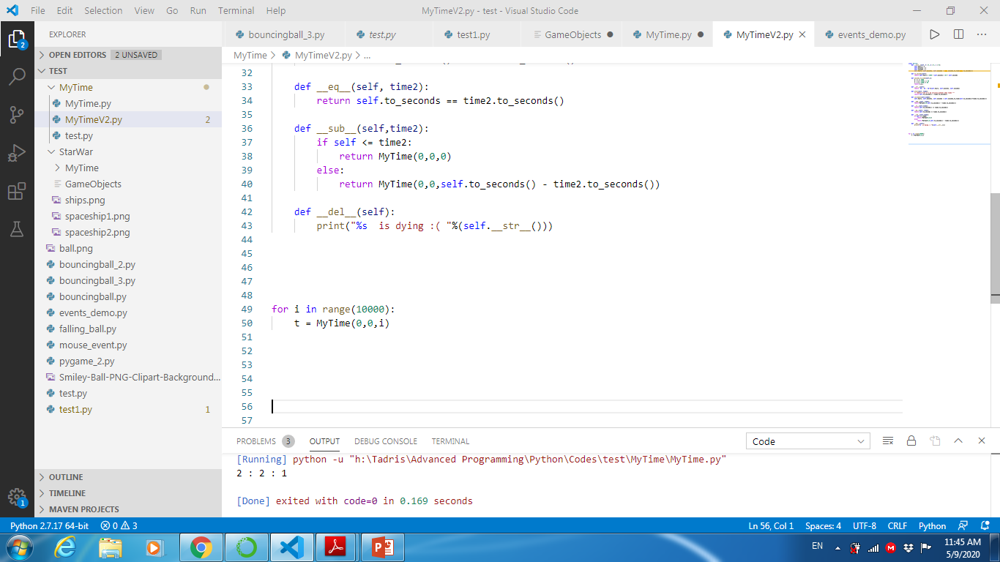 File Edit Selection View Go Run Terminal Help MyTimeV2.py - test - Visual Studio Code
EXPLORER
OPEN EDITORS 2 UNSAVED
TEST
MyTime
MyTime.py
MyTimeV2.py 2
test.py
StarWar
MyTime
GameObjects
ships.png
spaceship1.png
spaceship2.png
ball.png
bouncingball_2.py
bouncingball_3.py
bouncingball.py
events_demo.py
falling_ball.py
mouse_event.py
pygame_2.py
Smiley-Ball-PNG-Clipart-Background...
test.py
test1.py 1
OUTLINE
TIMELINE
MAVEN PROJECTS
2
1
bouncingball_3.py test.py test1.py GameObjects MyTime.py MyTimeV2.py events_demo.py
MyTime > MyTimeV2.py > ...
32
33 def __eq__(self, time2):
34 return self.to_seconds == time2.to_seconds()
35
36 def __sub__(self,time2):
37 if self <= time2:
38 return MyTime(0,0,0)
39 else:
40 return MyTime(0,0,self.to_seconds() - time2.to_seconds())
41
42 def __del__(self):
43 print("%s  is dying :( "%(self.__str__()))
44
45
46
47
48
49 for i in range(10000):
50 t = MyTime(0,0,i)
51
52
53
54
55
56
57
PROBLEMS 3 OUTPUT DEBUG CONSOLE TERMINAL Code
[Running] python -u "h:\Tadris\Advanced Programming\Python\Codes\test\MyTime\MyTime.py"
2 : 2 : 1
[Done] exited with code=0 in 0.169 seconds
Python 2.7.17 64-bit 0 3 Ln 56, Col 1 Spaces: 4 UTF-8 CRLF Python
EN 11:45 AM
5/9/2020